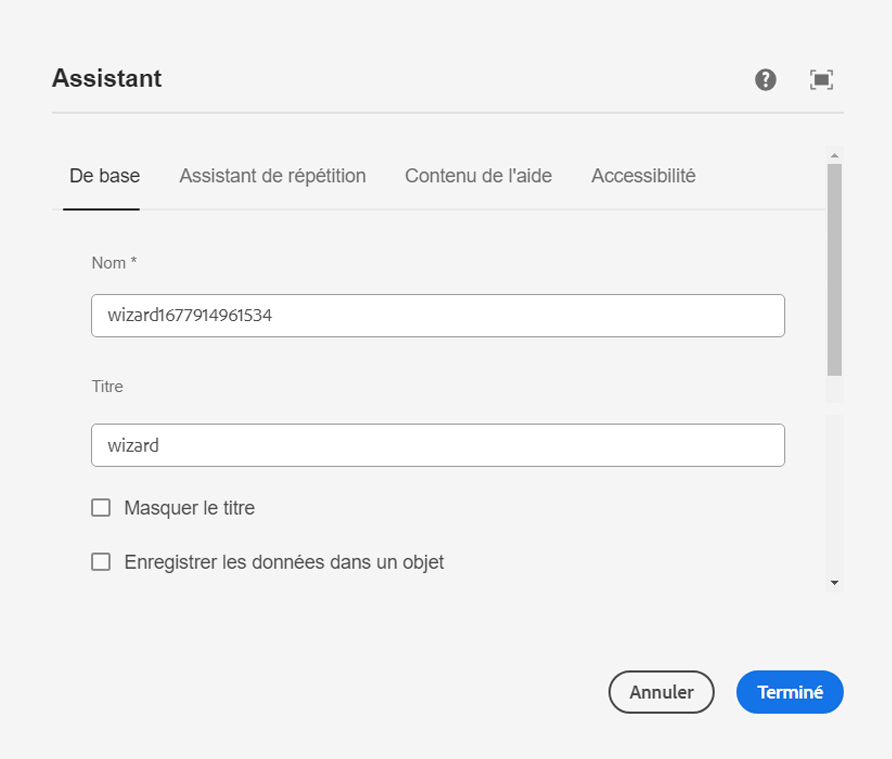 Assistant
De base Assistant de répétition Contenu de l'aide Accessibilité
Nom *
wizard1677914961534
Titre
wizard
Masquer le titre
Enregistrer les données dans un objet
Annuler Terminé